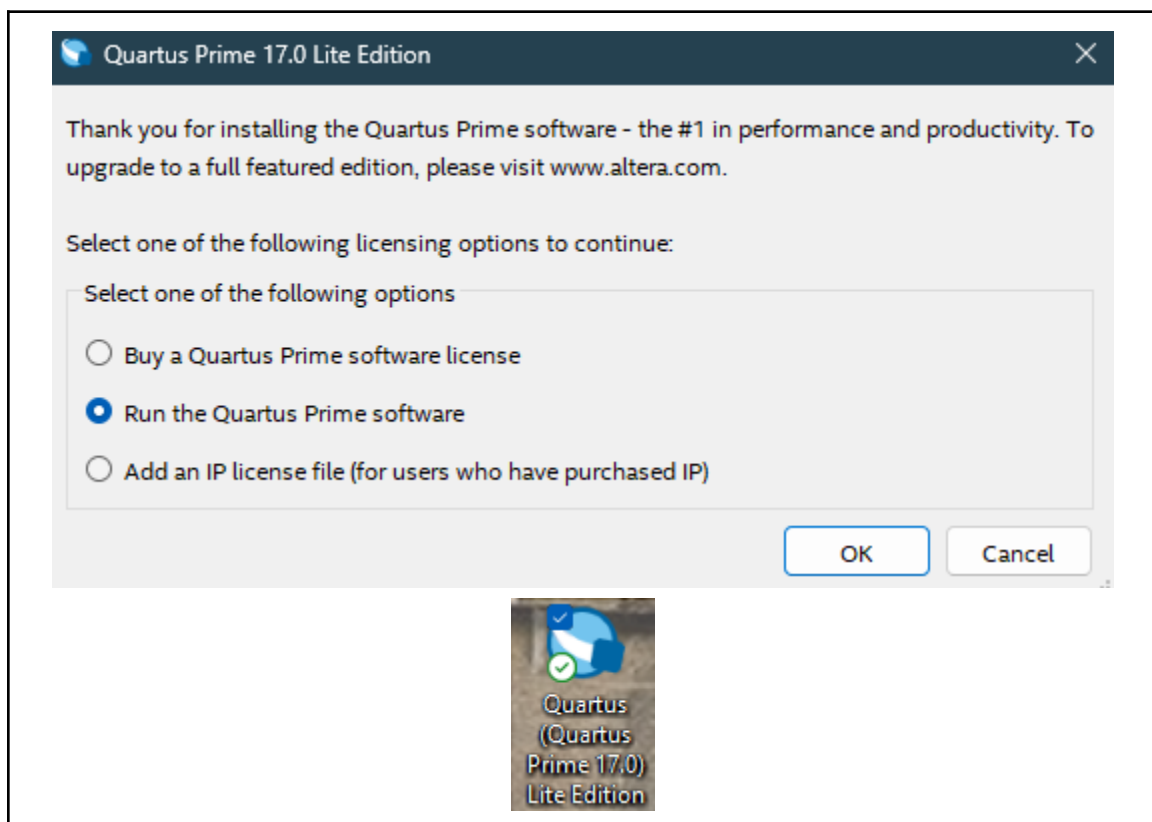 Quartus Prime 17.0 Lite Edition
Thank you for installing the Quartus Prime software - the #1 in performance and productivity. To
upgrade to a full featured edition, please visit www.altera.com.
Select one of the following licensing options to continue:
Select one of the following options
Buy a Quartus Prime software license
Run the Quartus Prime software
Add an IP license file (for users who have purchased IP)
OK Cancel
Quartus
(Quartus
Prime 17.0)
Lite Edition